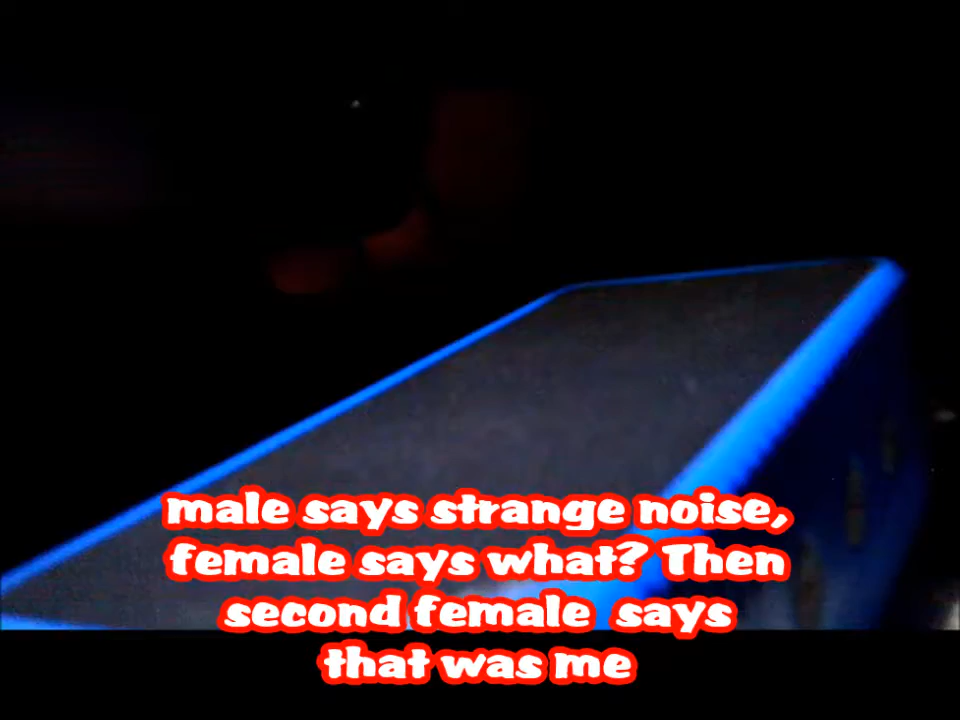 male says strange noise,
female says what? Then
second female says
that was me